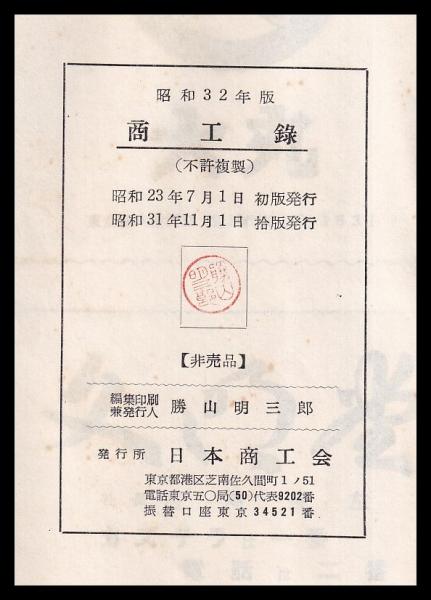 昭和32年版
商工錄
(不許複製)
昭和23年7月1日 初版発行
昭和31年11月1日 拾版発行
【非売品】
編集印刷
兼発行人 勝山明三郎
発行所 日本商工会
東京都港区芝南佐久間町1ノ51
電話東京五〇局(50)代表9202番
振替口座東京34521番